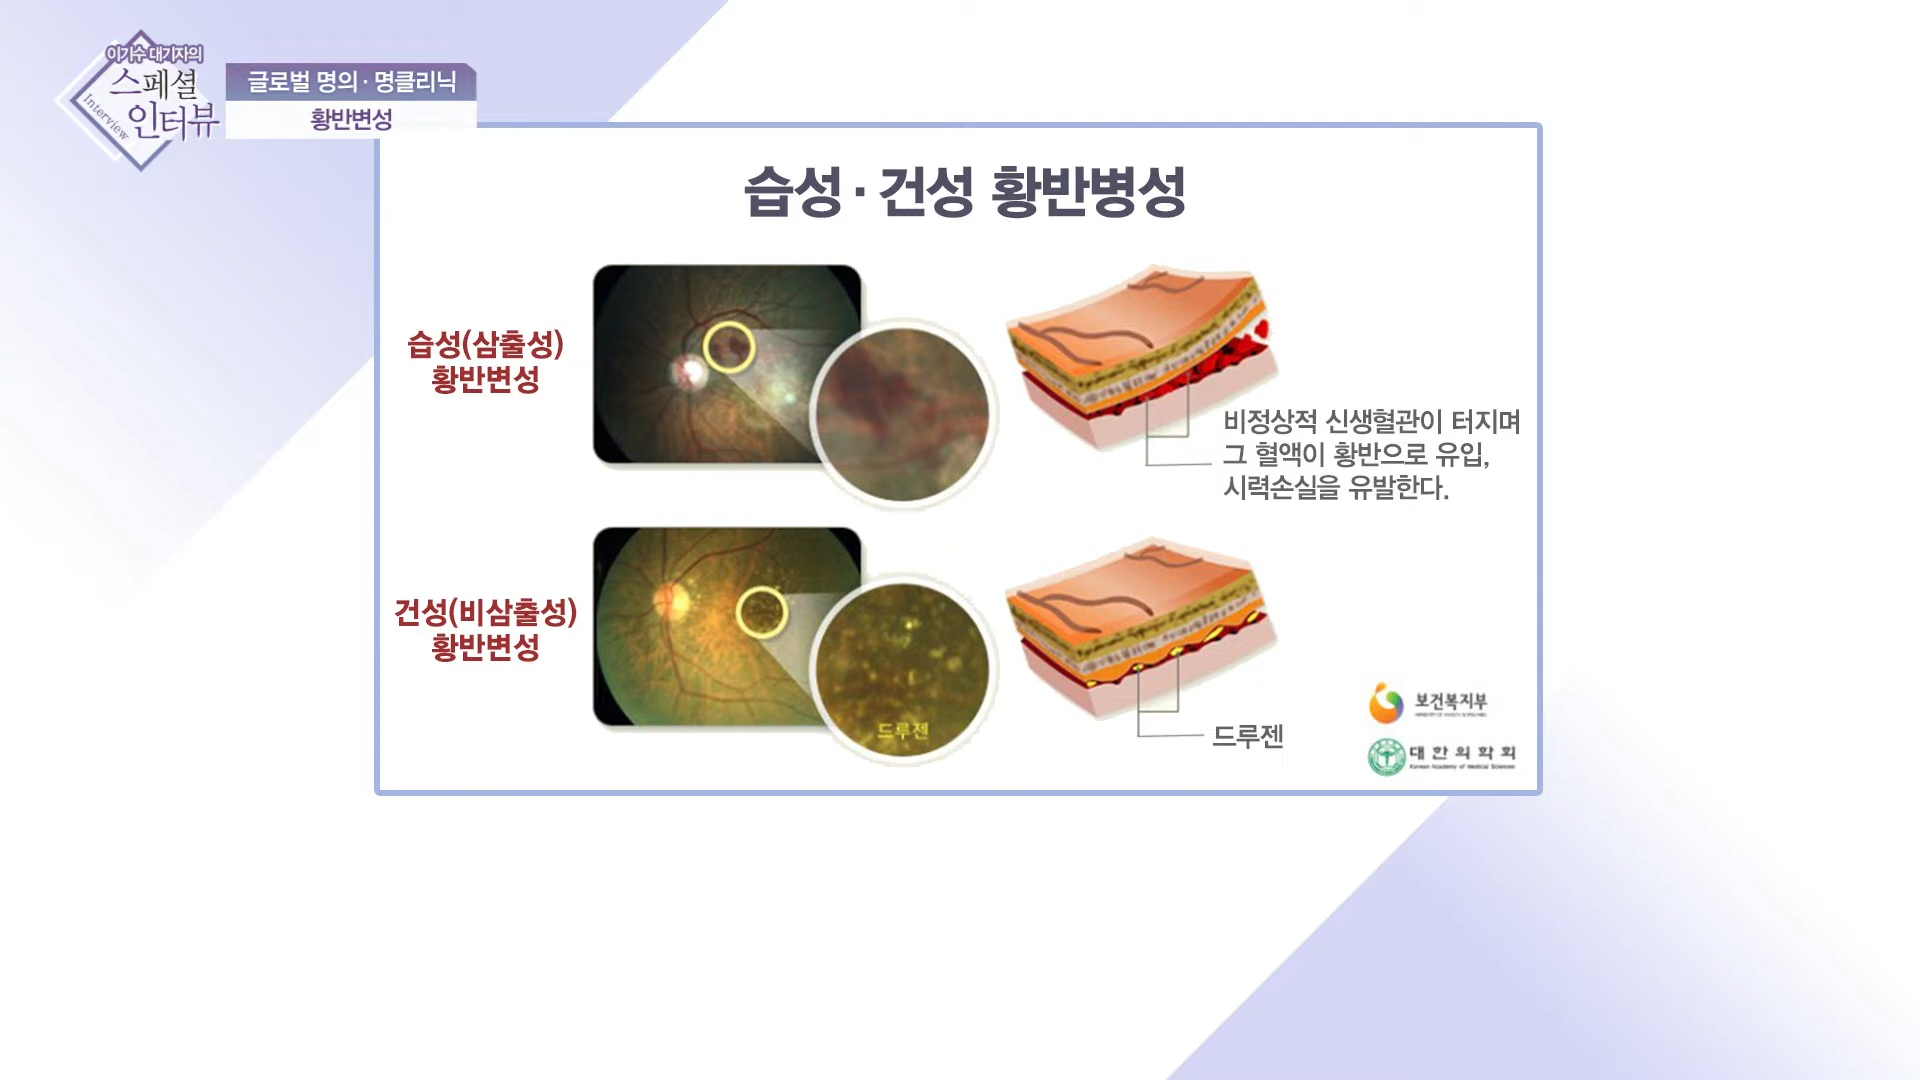 이기수 대기자의
스페셜
인터뷰
Interview
글로벌 명의·명클리닉
황반변성
습성·건성 황반병성
습성(삼출성)
황반변성
비정상적 신생혈관이 터지며
그 혈액이 황반으로 유입,
시력손실을 유발한다.
건성(비삼출성)
황반변성
드루젠
드루젠
보건복지부
대한의학회
Korean Academy of Medical Sciences